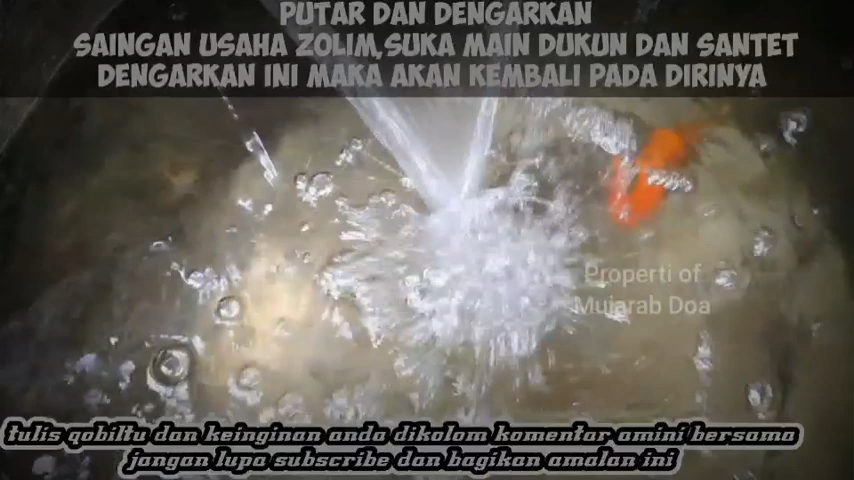 PUTAR DAN DENGARKAN
SAINGAN USAHA ZOLIM,SUKA MAIN DUKUN DAN SANTET
DENGARKAN INI MAKA AKAN KEMBALI PADA DIRINYA
Properti of
Mujarab Doa
tulis qobiltu dan keinginan anda dikolom komentar amini bersama
jangan lupa subscribe dan bagikan amalan ini